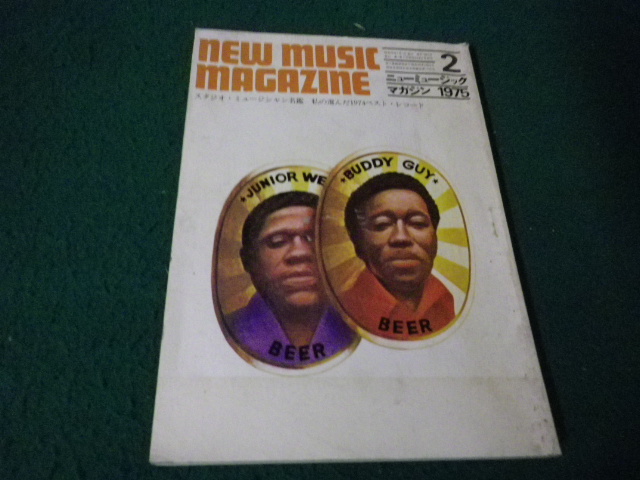 NEW MUSIC
MAGAZINE
2
ニューミュージック
マガジン 1975
スタジオ・ミュージシャン名鑑 私の選んだ1974ベスト・レコード
★JUNIOR WE
BEER
★BUDDY GUY★
BEER